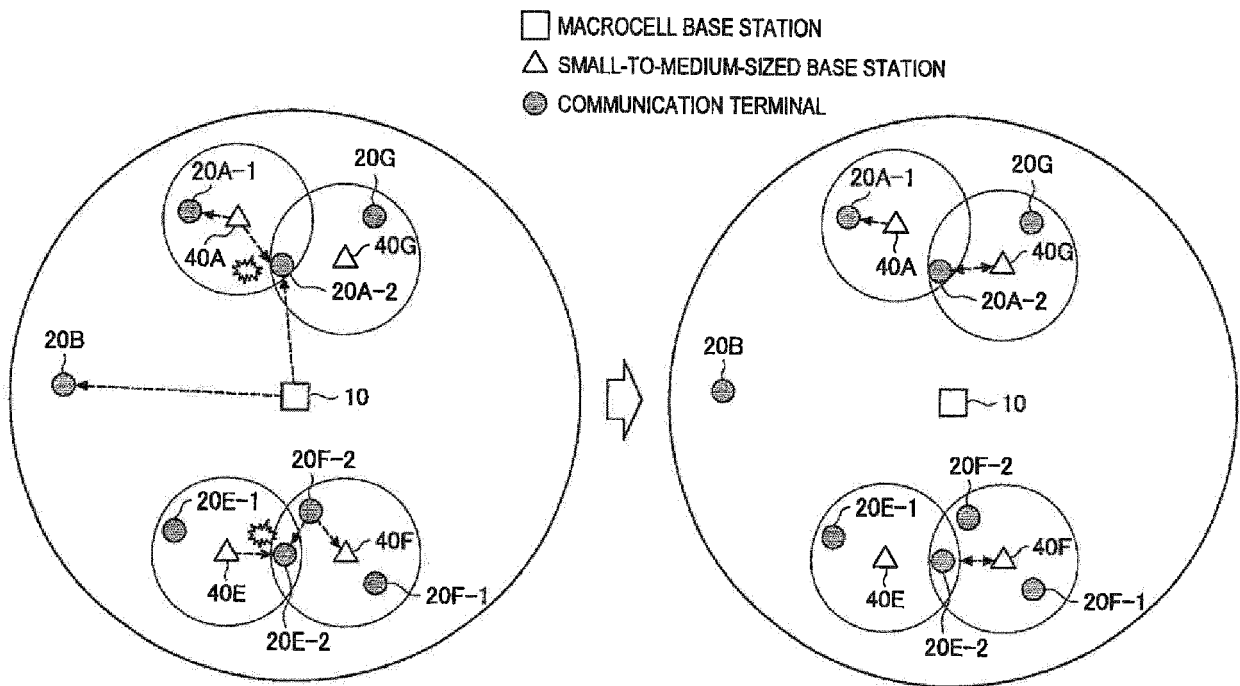 MACROCELL BASE STATION
SMALL-TO-MEDIUM-SIZED BASE STATION
COMMUNICATION TERMINAL
20A-1
20G
40A
40G
20A-2
20B
10
20F-2
20E-1
40F
40E
20F-1
20E-2
20A-1
20G
40A
40G
20A-2
20B
10
20F-2
20E-1
40F
40E
20F-1
20E-2